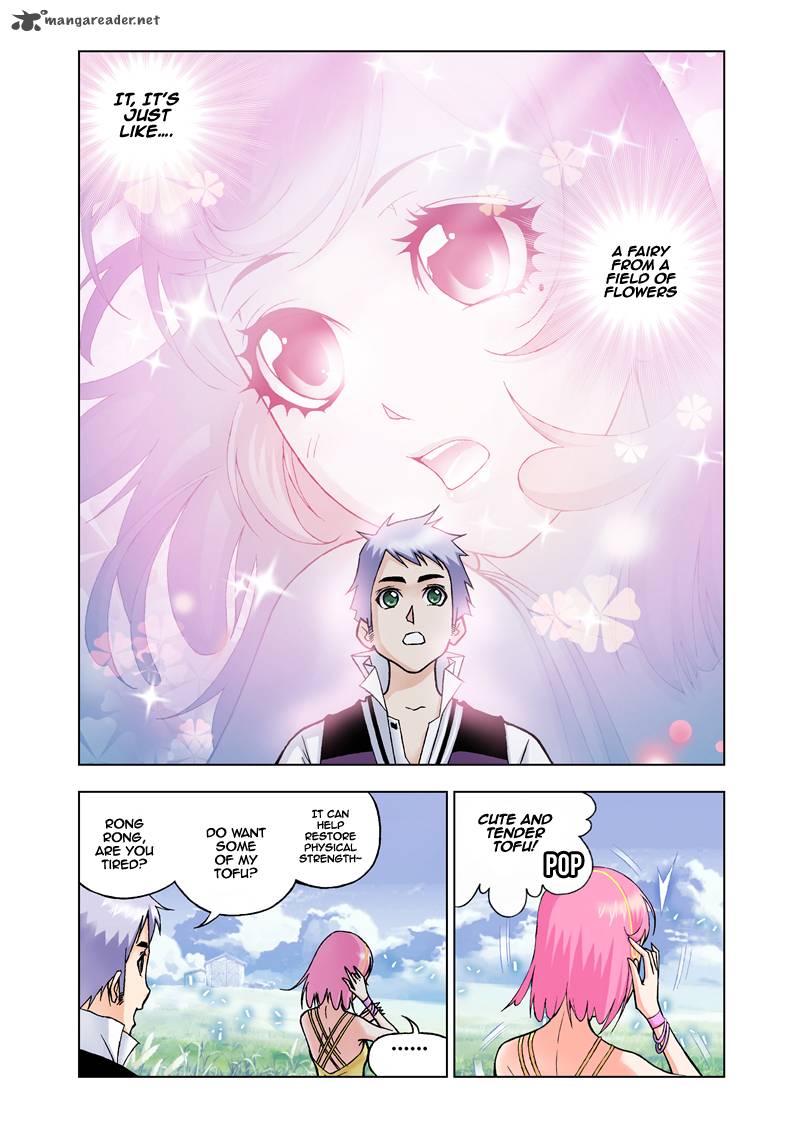 mangareader.net
IT, IT'S
JUST
LIKE....
A FAIRY
FROM A
FIELD OF
FLOWERS
RONG
RONG,
ARE YOU
TIRED?
DO WANT
SOME
OF MY
TOFU?
IT CAN
HELP
RESTORE
PHYSICAL
STRENGTH~
......
CUTE AND
TENDER
TOFU!
POP